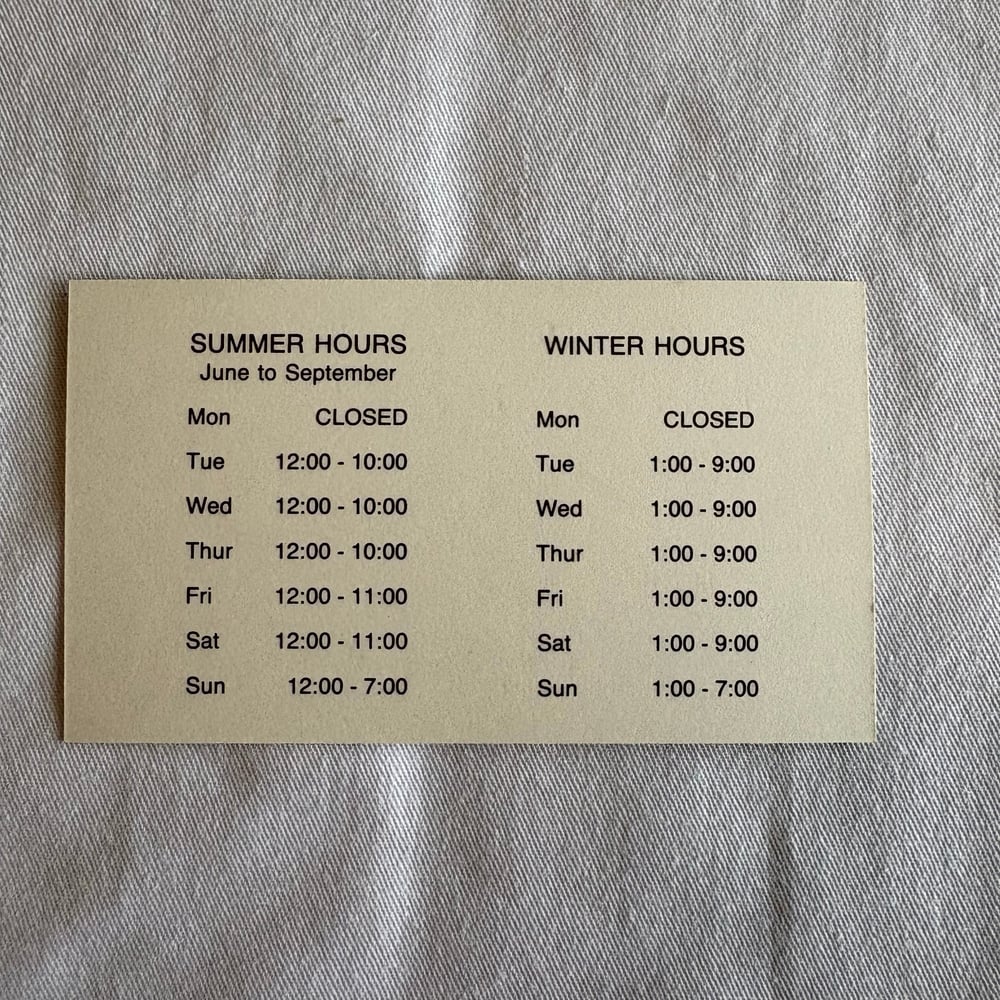 SUMMER HOURS
June to September
Mon CLOSED
Tue 12:00 - 10:00
Wed 12:00 - 10:00
Thur 12:00 - 10:00
Fri 12:00 - 11:00
Sat 12:00 - 11:00
Sun 12:00 - 7:00
WINTER HOURS
Mon CLOSED
Tue 1:00 - 9:00
Wed 1:00 - 9:00
Thur 1:00 - 9:00
Fri 1:00 - 9:00
Sat 1:00 - 9:00
Sun 1:00 - 7:00